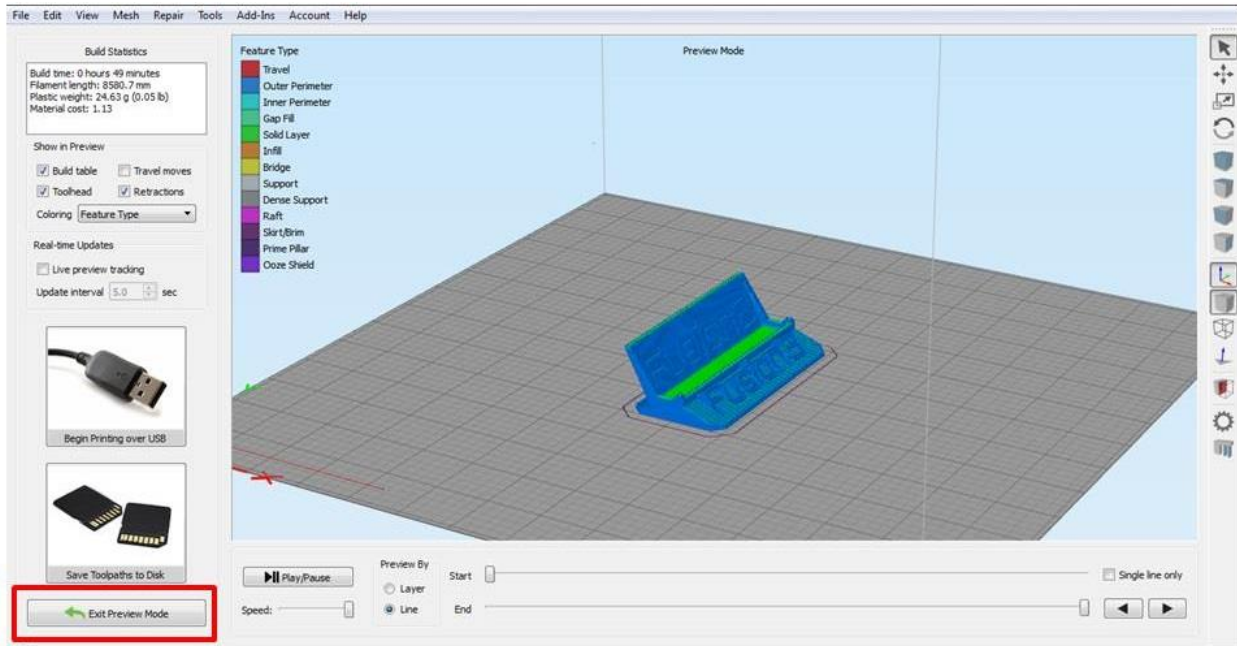 File Edit View Mesh Repair Tools Add-Ins Account Help
Build Statistics
Build time: 0 hours 49 minutes
Filament length: 8580.7 mm
Plastic weight: 24.63 g (0.05 lb)
Material cost: 1.13
Show in Preview
Build table
Travel moves
Toolhead
Retractions
Coloring Feature Type
Real-time Updates
Live preview tracking
Update interval 5.0 sec
Begin Printing over USB
Save Toolpaths to Disk
Exit Preview Mode
Feature Type
Travel
Outer Perimeter
Inner Perimeter
Gap Fill
Solid Layer
Infill
Bridge
Support
Dense Support
Raft
Skirt/Brim
Prime Pillar
Ooze Shield
Preview Mode
Fusion3
Play/Pause
Speed:
Preview By
Layer
Line
Start
End
Single line only